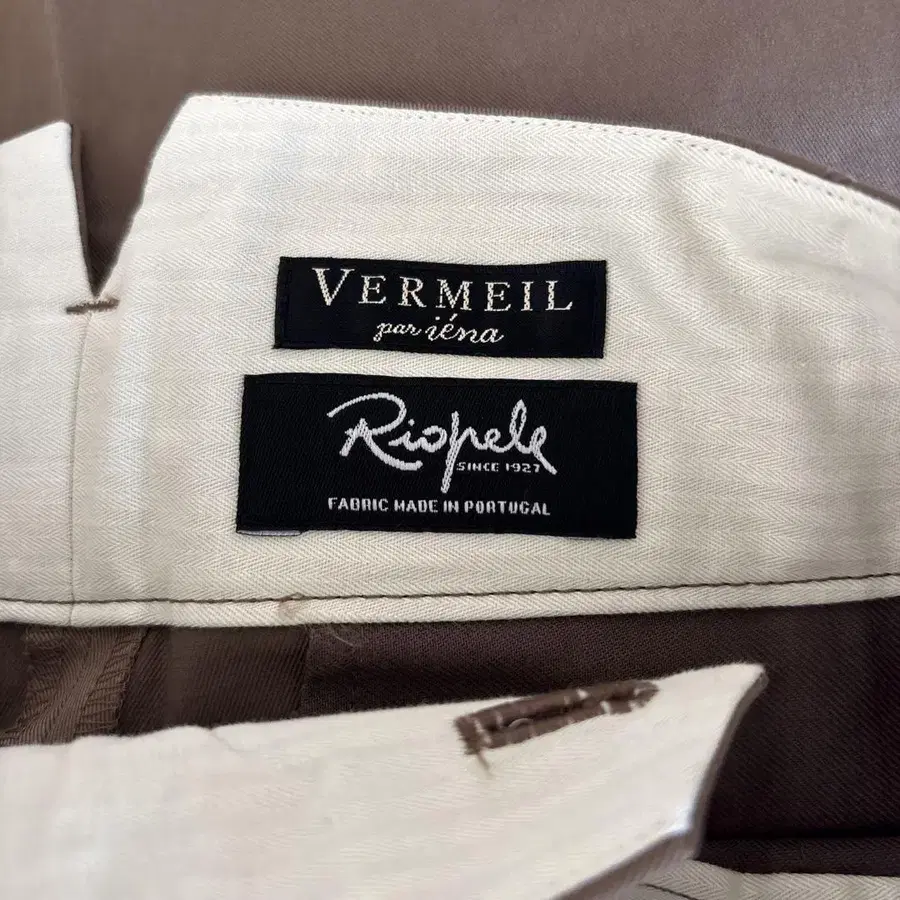 VERMEIL
par iéna
Riopele
SINCE 1927
FABRIC MADE IN PORTUGAL